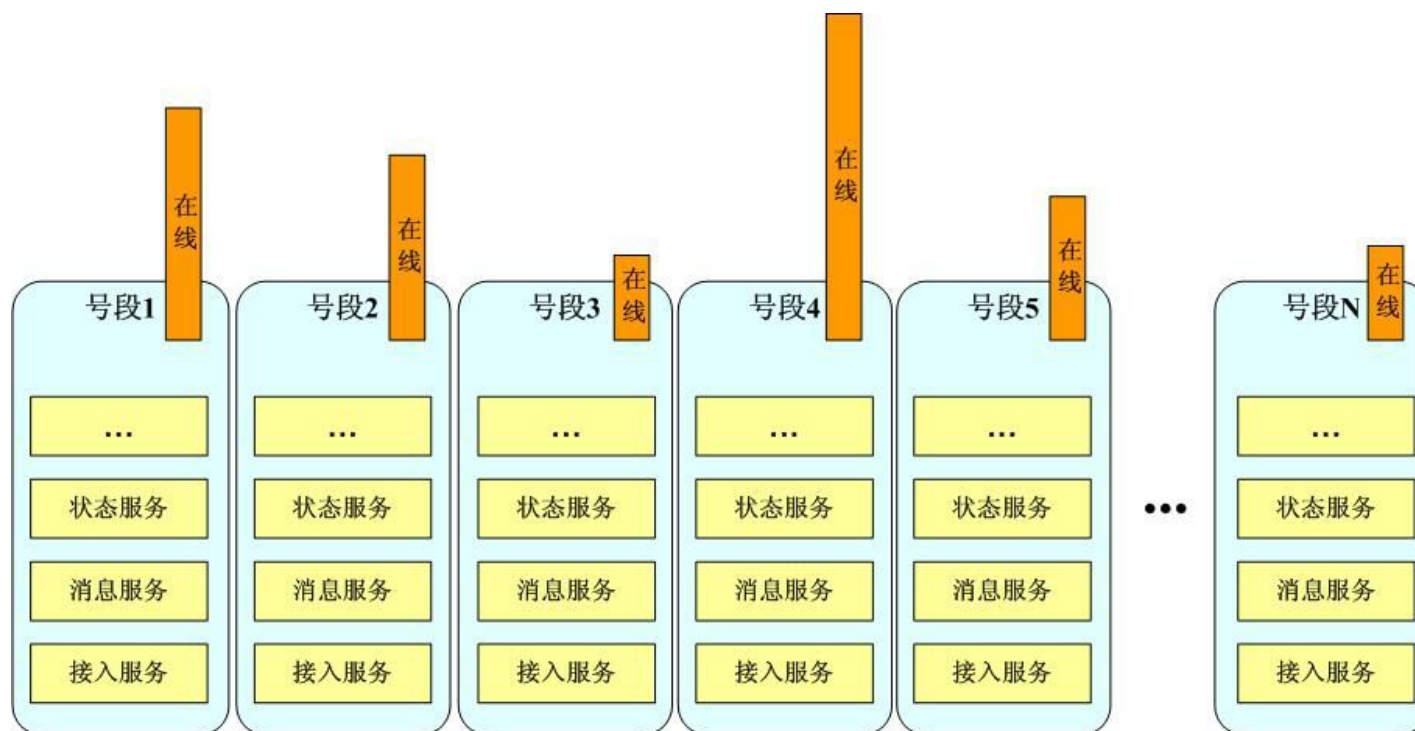 在线
在线
在线
在线
在线
在线
号段1
号段2
号段3
号段4
号段5
号段N
...
...
...
...
...
...
状态服务
状态服务
状态服务
状态服务
状态服务
...
状态服务
消息服务
消息服务
消息服务
消息服务
消息服务
消息服务
接入服务
接入服务
接入服务
接入服务
接入服务
接入服务